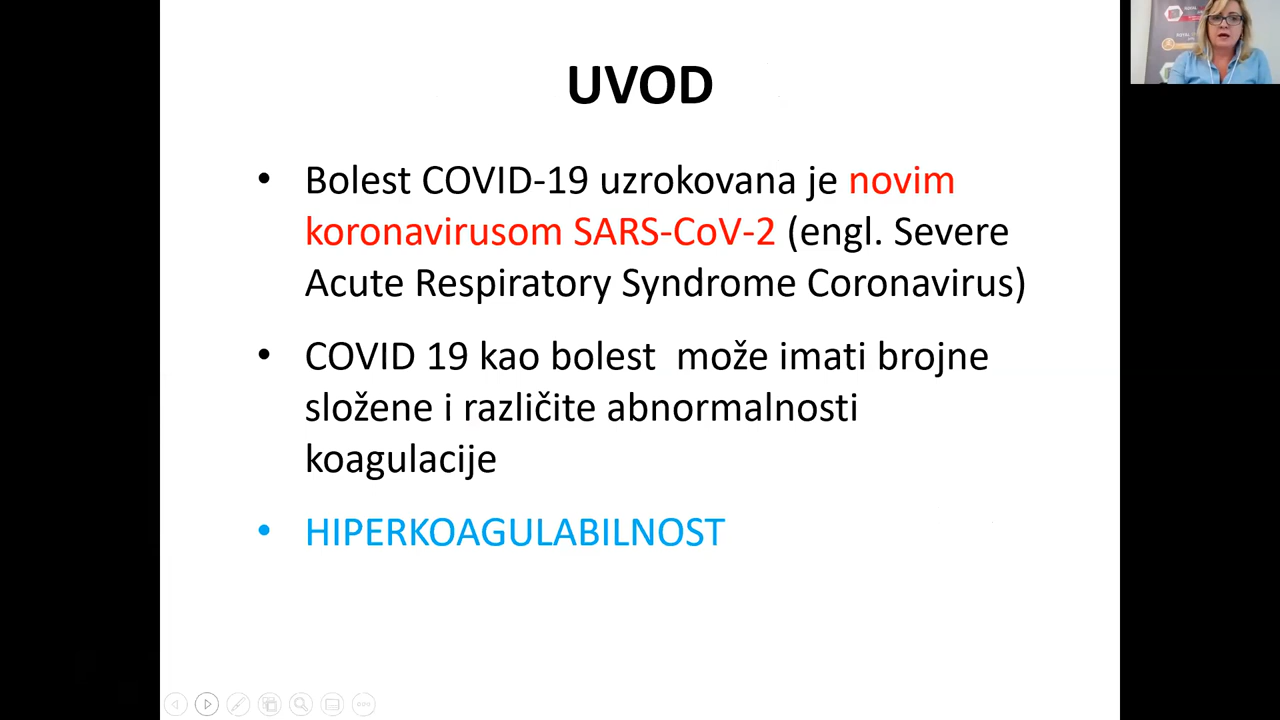 UVOD
• Bolest COVID-19 uzrokovana je novim
koronavirusom SARS-CoV-2 (engl. Severe
Acute Respiratory Syndrome Coronavirus)
• COVID 19 kao bolest može imati brojne
složene i različite abnormalnosti
koagulacije
• HIPERKOAGULABILNOST